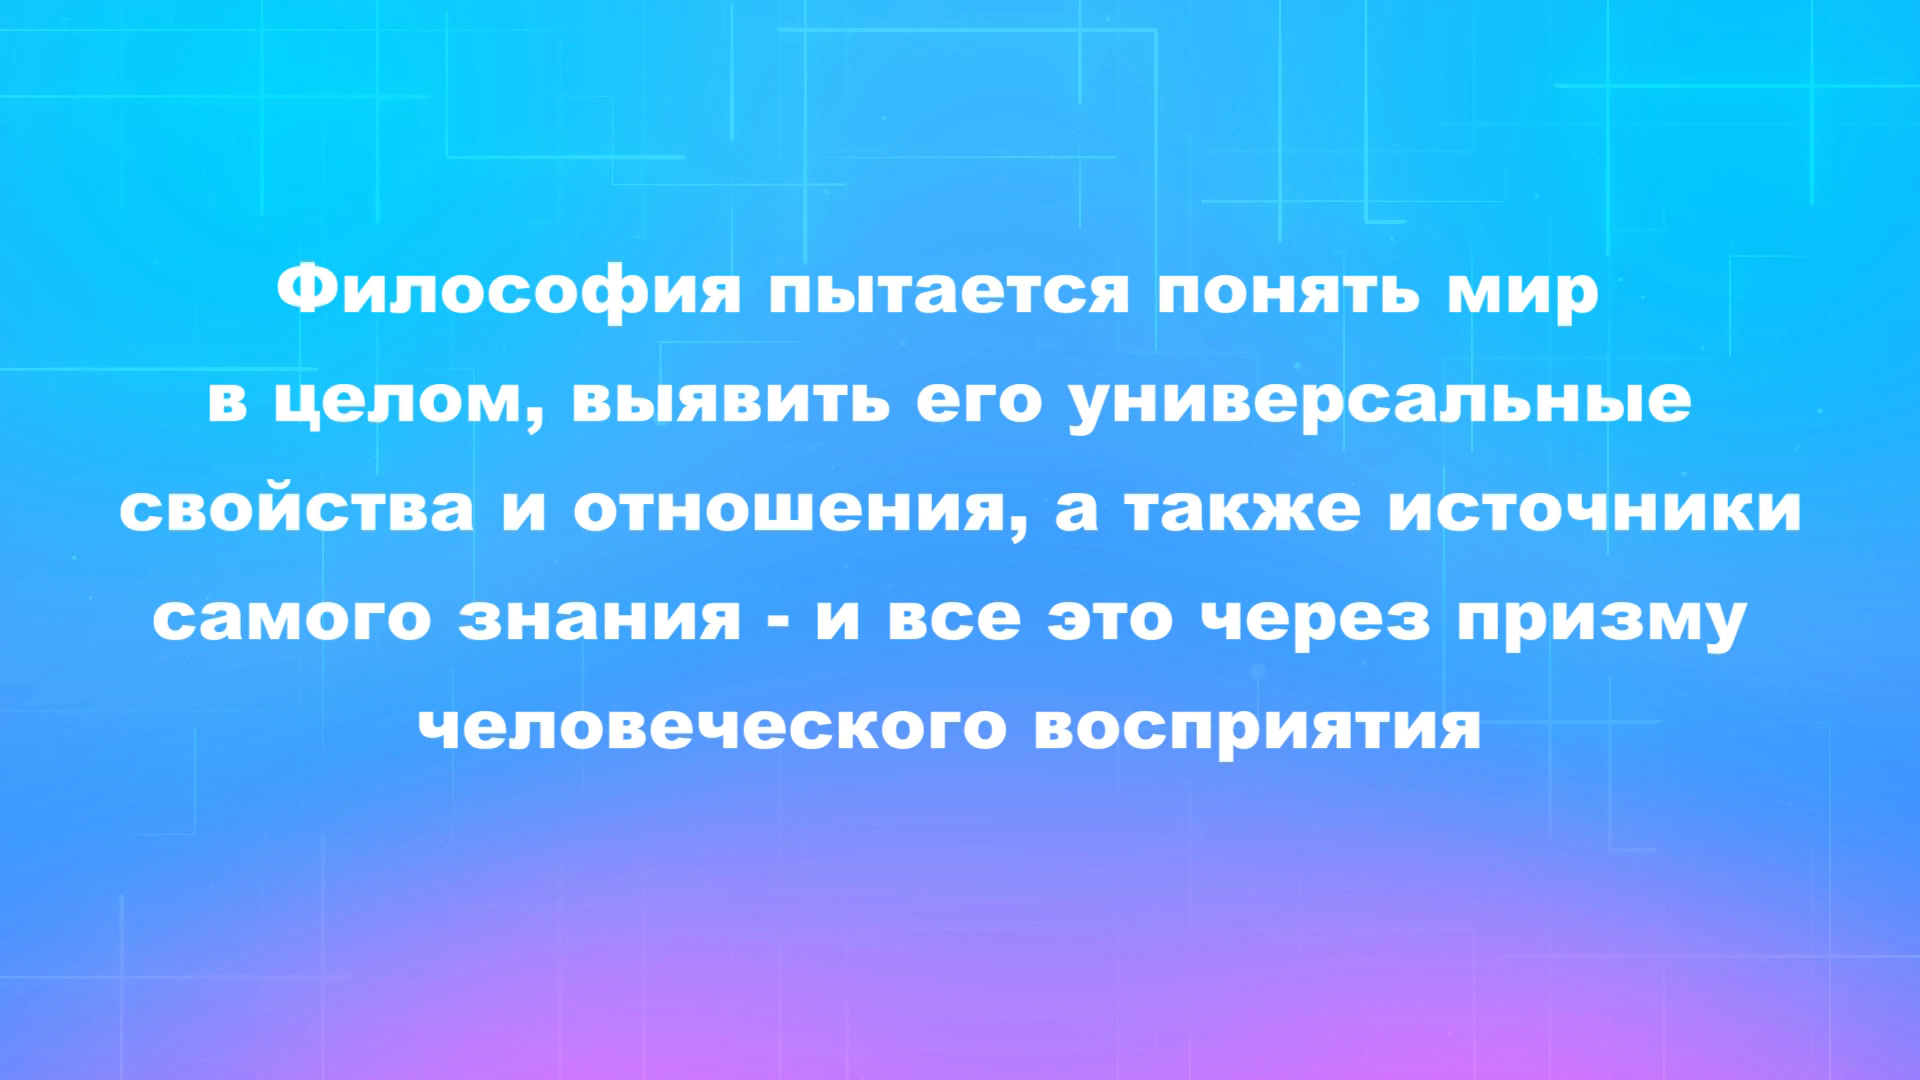 Философия пытается понять мир
в целом, выявить его универсальные
свойства и отношения, а также источники
самого знания - и все это через призму
человеческого восприятия